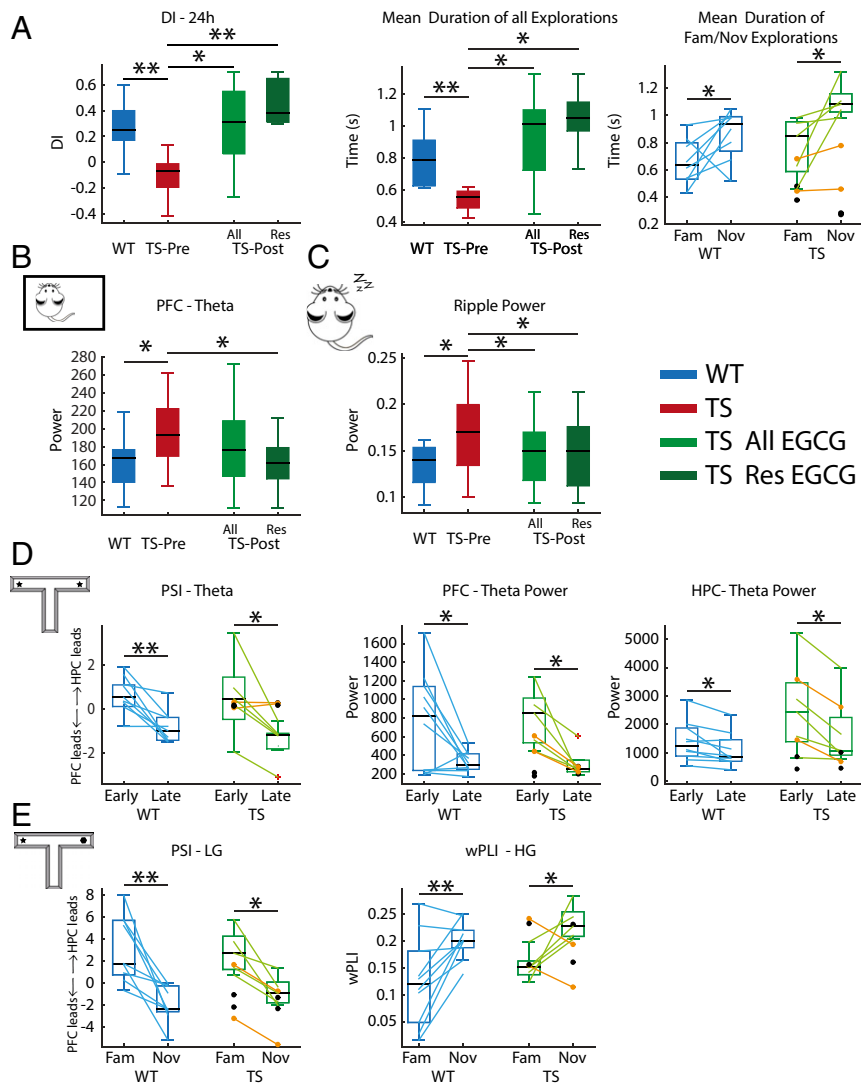 A
DI - 24h
Mean Duration of all Explorations
Mean Duration of
Fam/Nov Explorations
**
**
*
*
*
**
*
*
DI
0.6
0.4
0.2
0
-0.2
-0.4
WT
TS-Pre
All
Res
TS-Post
Time (s)
1.2
1.0
0.8
0.6
0.4
WT
TS-Pre
All
Res
TS-Post
Time (s)
1.2
1.0
0.8
0.6
0.4
0.2
Fam Nov
WT
Fam Nov
TS
B
PFC - Theta
*
*
Power
280
260
240
220
200
180
160
140
120
100
WT
TS-Pre
All
Res
TS-Post
C
z z z
Ripple Power
*
*
*
Power
0.25
0.2
0.15
0.1
WT
TS-Pre
All
Res
TS-Post
WT
TS
TS All EGCG
TS Res EGCG
D
PSI - Theta
**
*
PFC leads← —→HPC leads
2
0
-2
Early Late
WT
Early Late
TS
PFC - Theta Power
*
*
Power
1600
1400
1200
1000
800
600
400
200
Early Late
WT
Early Late
TS
HPC- Theta Power
*
*
Power
5000
4000
3000
2000
1000
0
Early Late
WT
Early Late
TS
E
PSI - LG
**
*
PFC leads← —→HPC leads
8
6
4
2
0
-2
-4
Fam Nov
WT
Fam Nov
TS
wPLI - HG
**
*
wPLI
0.25
0.2
0.15
0.1
0.05
Fam Nov
WT
Fam Nov
TS